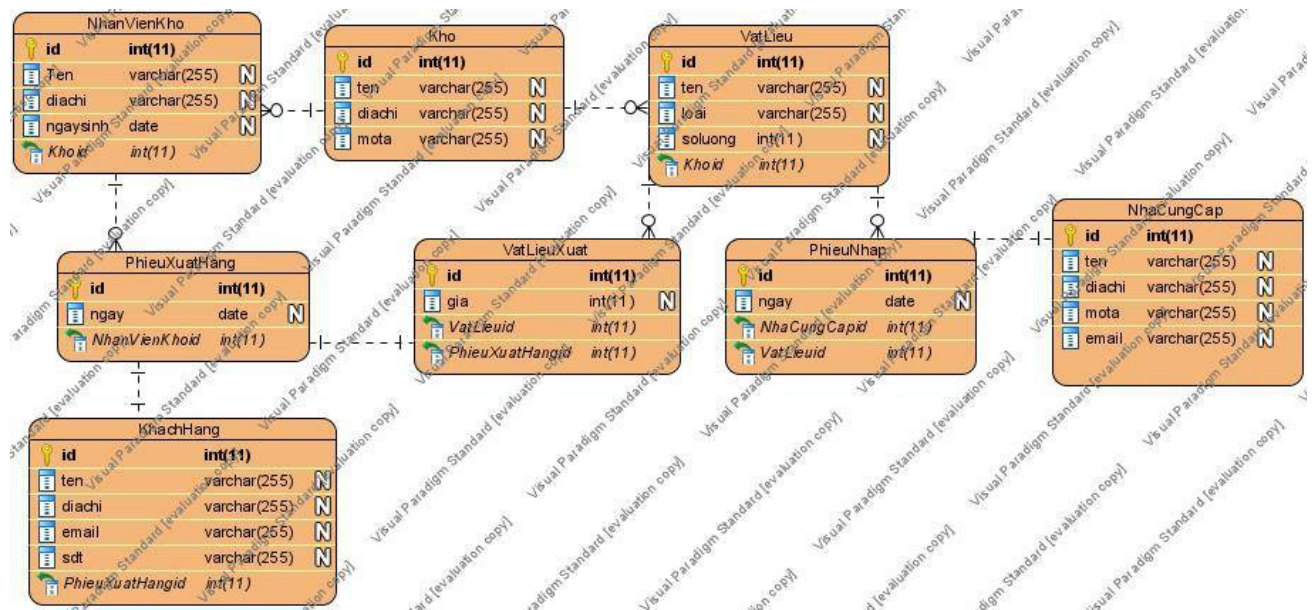 NhanVienKho
id int(11)
Ten varchar(255) N
diachi varchar(255) N
ngaysinh date N
Khoid int(11)
Kho
id int(11)
ten varchar(255) N
diachi varchar(255) N
mota varchar(255) N
VatLieu
id int(11)
ten varchar(255) N
loai varchar(255) N
soluong int(11) N
Khoid int(11)
NhaCungCap
id int(11)
ten varchar(255) N
diachi varchar(255) N
mota varchar(255) N
email varchar(255) N
PhieuXuatHang
id int(11)
ngay date N
NhanVienKhoid int(11)
VatLieuXuat
id int(11)
gia int(11) N
VatLieuid int(11)
PhieuXuatHangid int(11)
PhieuNhap
id int(11)
ngay date N
NhaCungCapid int(11)
VatLieuid int(11)
KhachHang
id int(11)
ten varchar(255) N
diachi varchar(255) N
email varchar(255) N
sdt varchar(255) N
PhieuXuatHangid int(11)
Visual Paradigm Standard [evaluation copy]